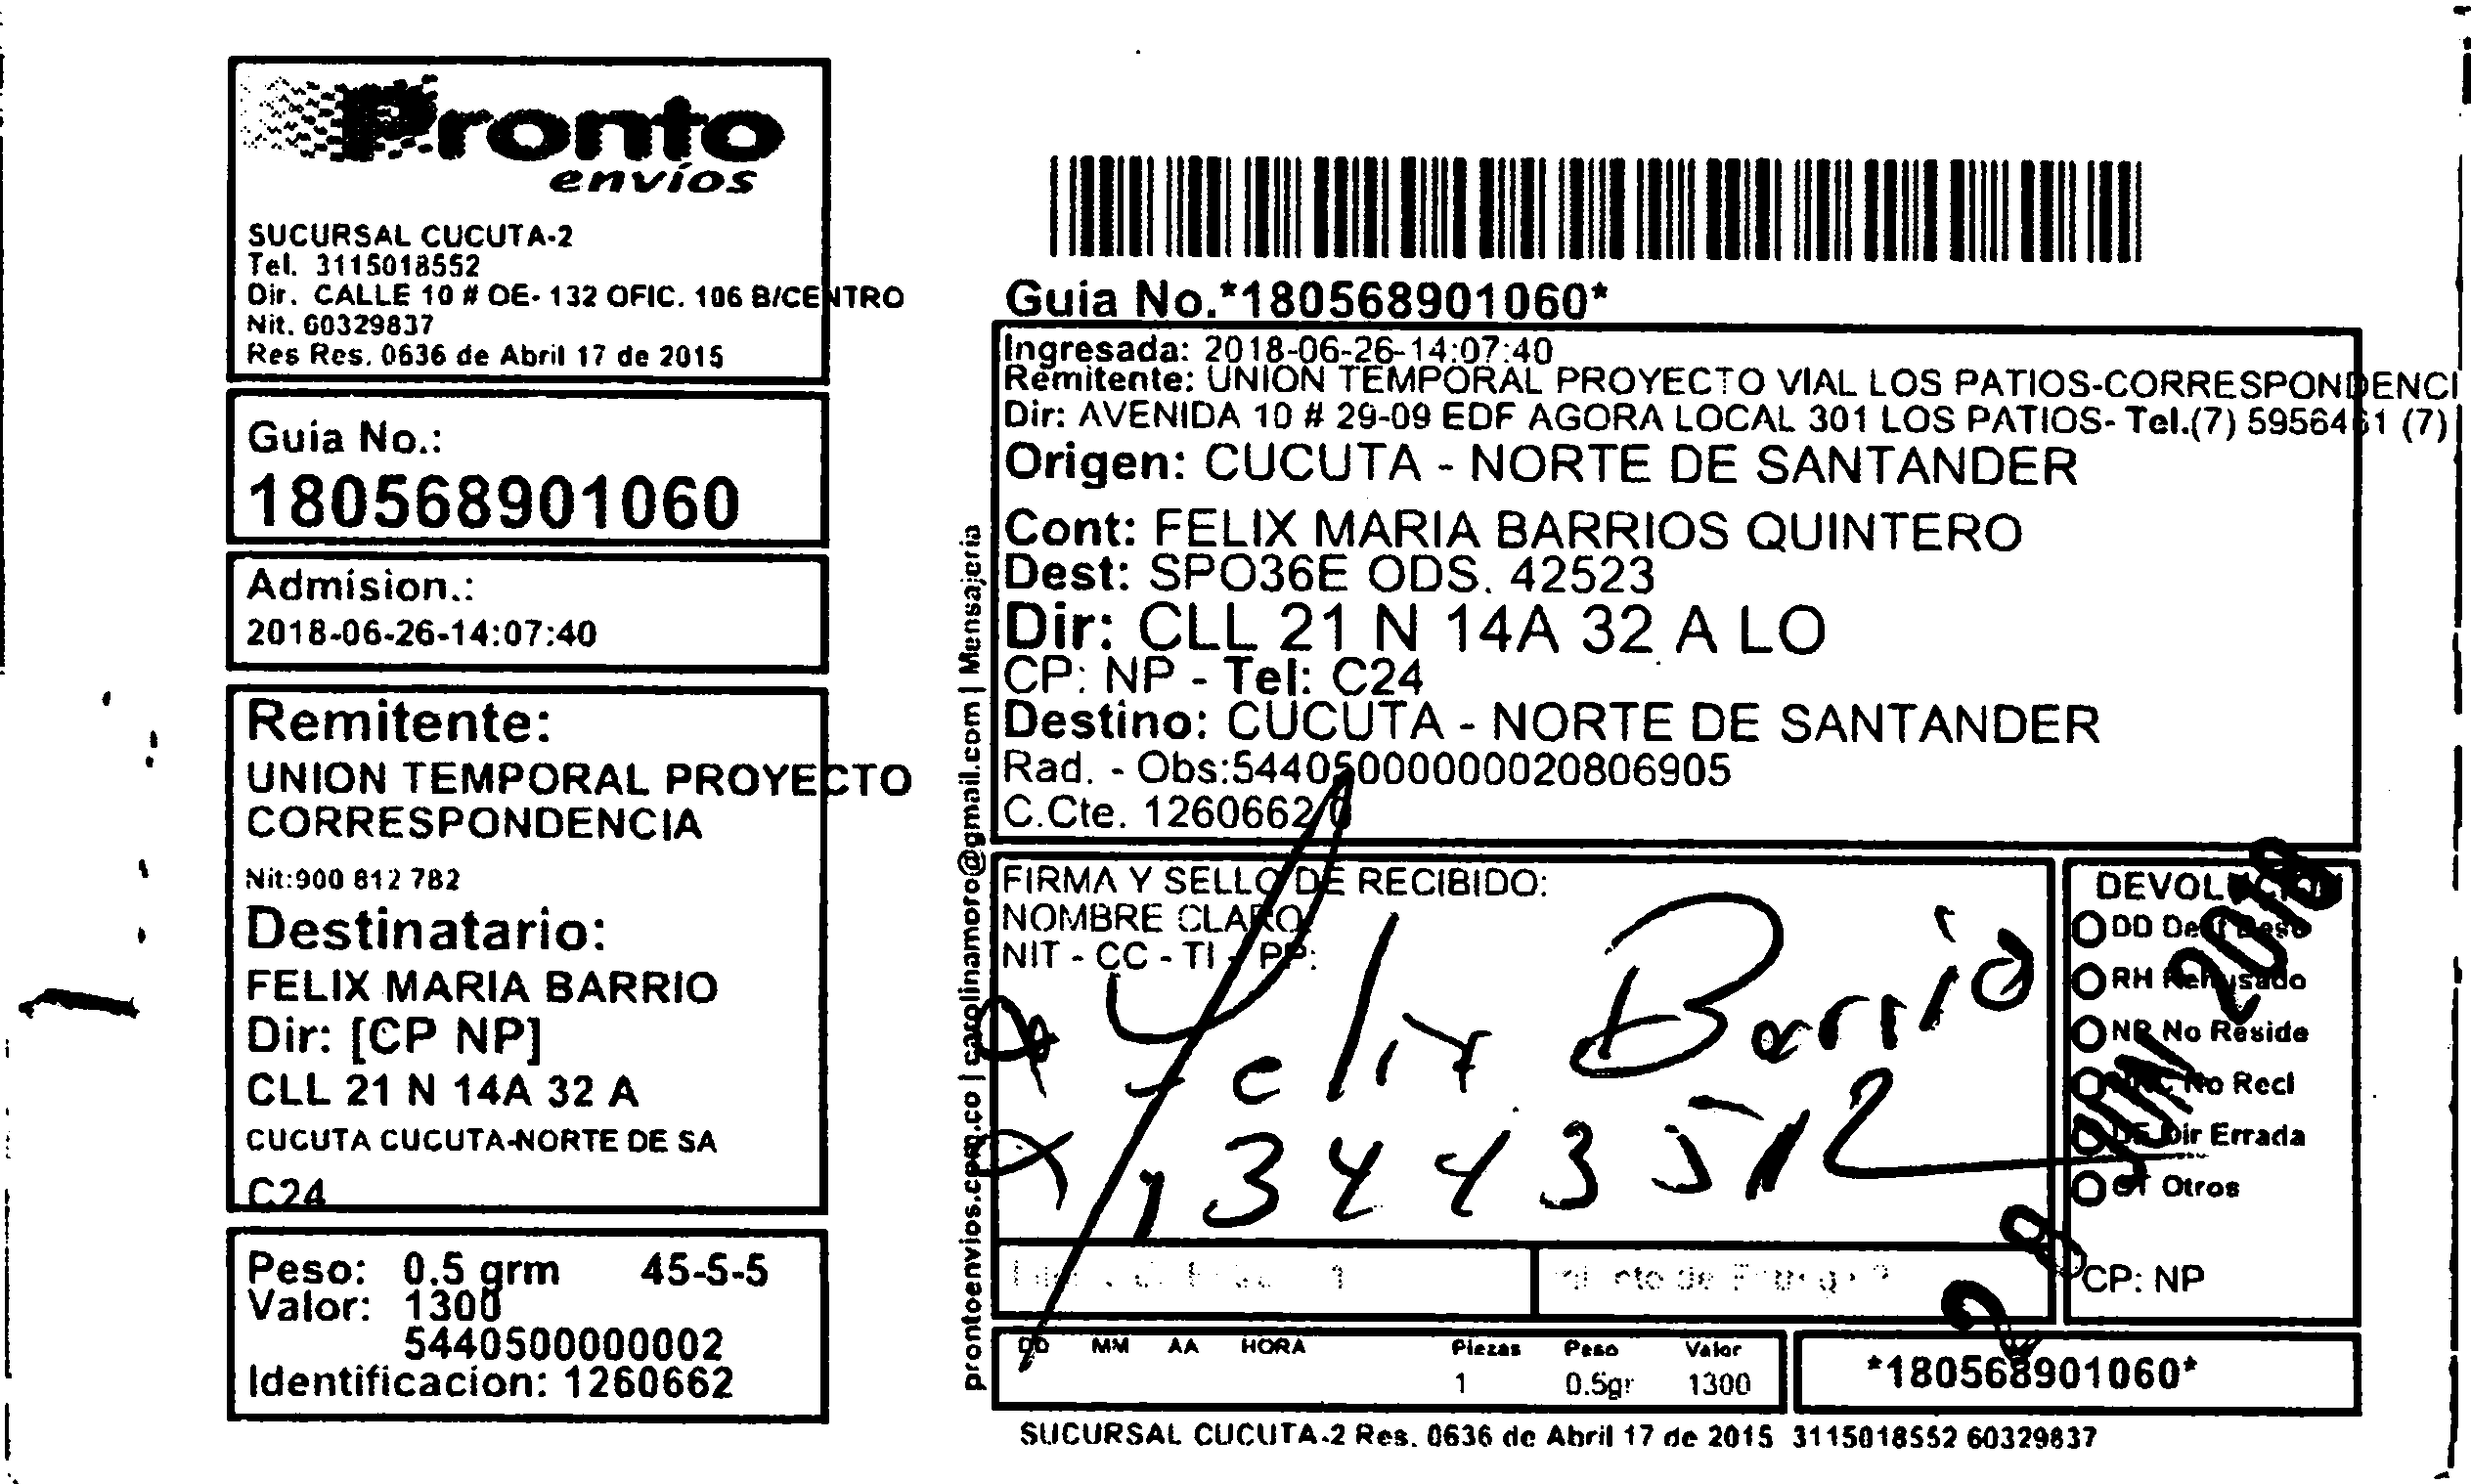 Pronto
envíos
SUCURSAL CUCUTA-2
Tel. 3115018552
Dir. CALLE 10 # OE- 132 OFIC. 106 B/CENTRO
Nit. 60329837
Res Res. 0636 de Abril 17 de 2015
Guia No.:
180568901060
Admision.:
2018-06-26-14:07:40
Remitente:
UNION TEMPORAL PROYECTO
CORRESPONDENCIA
Nit:900 812 782
Destinatario:
FELIX MARIA BARRIO
Dir: [CP NP]
CLL 21 N 14A 32 A
CUCUTA CUCUTA-NORTE DE SA
C24
Peso: 0.5 grm 45-5-5
Valor: 1300
5440500000002
Identificacion: 1260662
prontoenvios.com.co | carolinamoro@gmail.com | Mensajeria
Guia No.*180568901060*
Ingresada: 2018-06-26-14:07:40
Remitente: UNION TEMPORAL PROYECTO VIAL LOS PATIOS-CORRESPONDENCI
Dir: AVENIDA 10 # 29-09 EDF AGORA LOCAL 301 LOS PATIOS- Tel.(7) 5956461 (7)
Origen: CUCUTA - NORTE DE SANTANDER
Cont: FELIX MARIA BARRIOS QUINTERO
Dest: SPO36E ODS. 42523
Dir: CLL 21 N 14A 32 A LO
CP: NP - Tel: C24
Destino: CUCUTA - NORTE DE SANTANDER
Rad. - Obs:54405000000020806905
C.Cte. 1260662 0
FIRMA Y SELLO DE RECIBIDO:
NOMBRE CLARO
NIT - CC - TI - PP:
Felix Barrio
13443512
DEVOLUCION
DD Desc
RH Rehusado
NR No Reside
No Recl
DE Dir Errada
OT Otros
CP: NP
JUN 2018
DD MM AA HORA Piezas Peso Valor
1 0.5gr 1300
*180568901060*
SUCURSAL CUCUTA-2 Res. 0636 de Abril 17 de 2015 3115018552 60329837